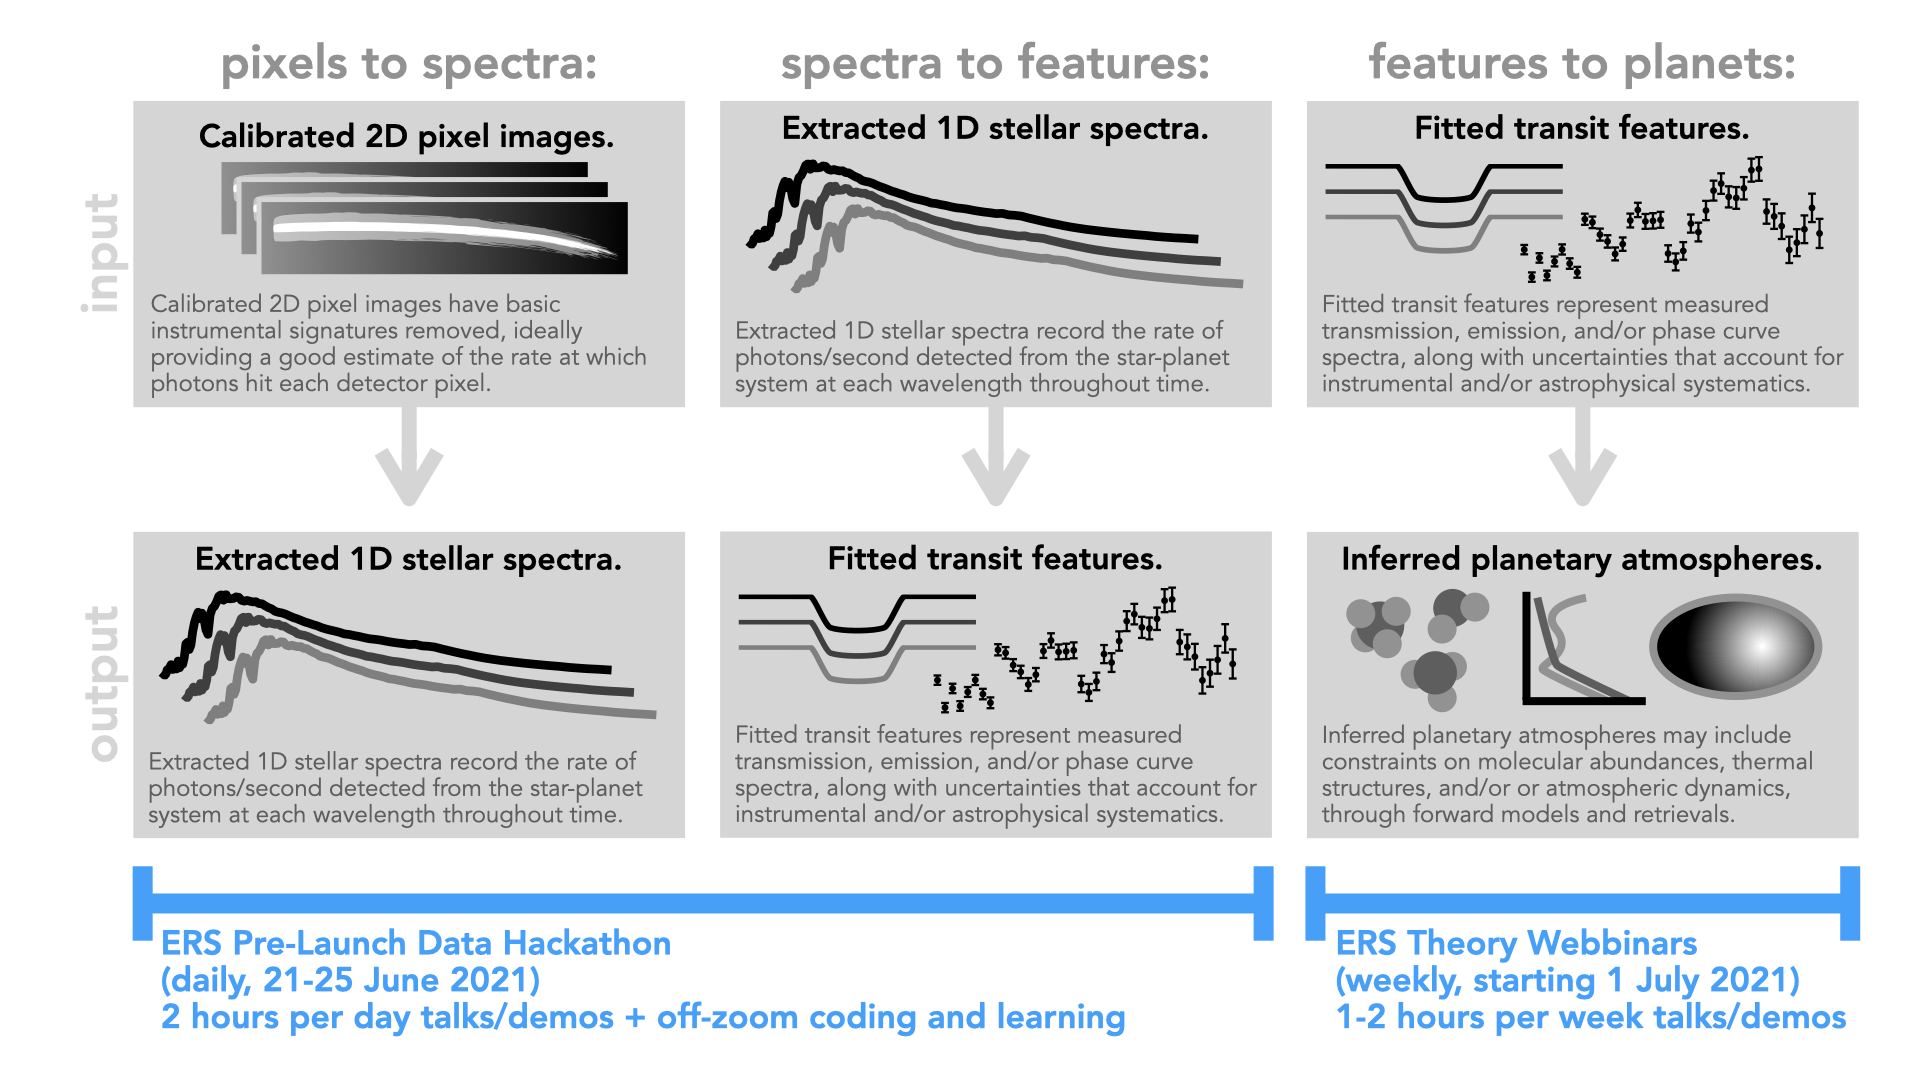 pixels to spectra:
spectra to features:
features to planets:
input
Calibrated 2D pixel images.
Calibrated 2D pixel images have basic
instrumental signatures removed, ideally
providing a good estimate of the rate at which
photons hit each detector pixel.
Extracted 1D stellar spectra.
Extracted 1D stellar spectra record the rate of
photons/second detected from the star-planet
system at each wavelength throughout time.
Fitted transit features.
Fitted transit features represent measured
transmission, emission, and/or phase curve
spectra, along with uncertainties that account for
instrumental and/or astrophysical systematics.
output
Extracted 1D stellar spectra.
Extracted 1D stellar spectra record the rate of
photons/second detected from the star-planet
system at each wavelength throughout time.
Fitted transit features.
Fitted transit features represent measured
transmission, emission, and/or phase curve
spectra, along with uncertainties that account for
instrumental and/or astrophysical systematics.
Inferred planetary atmospheres.
Inferred planetary atmospheres may include
constraints on molecular abundances, thermal
structures, and/or or atmospheric dynamics,
through forward models and retrievals.
ERS Pre-Launch Data Hackathon
(daily, 21-25 June 2021)
2 hours per day talks/demos + off-zoom coding and learning
ERS Theory Webbinars
(weekly, starting 1 July 2021)
1-2 hours per week talks/demos